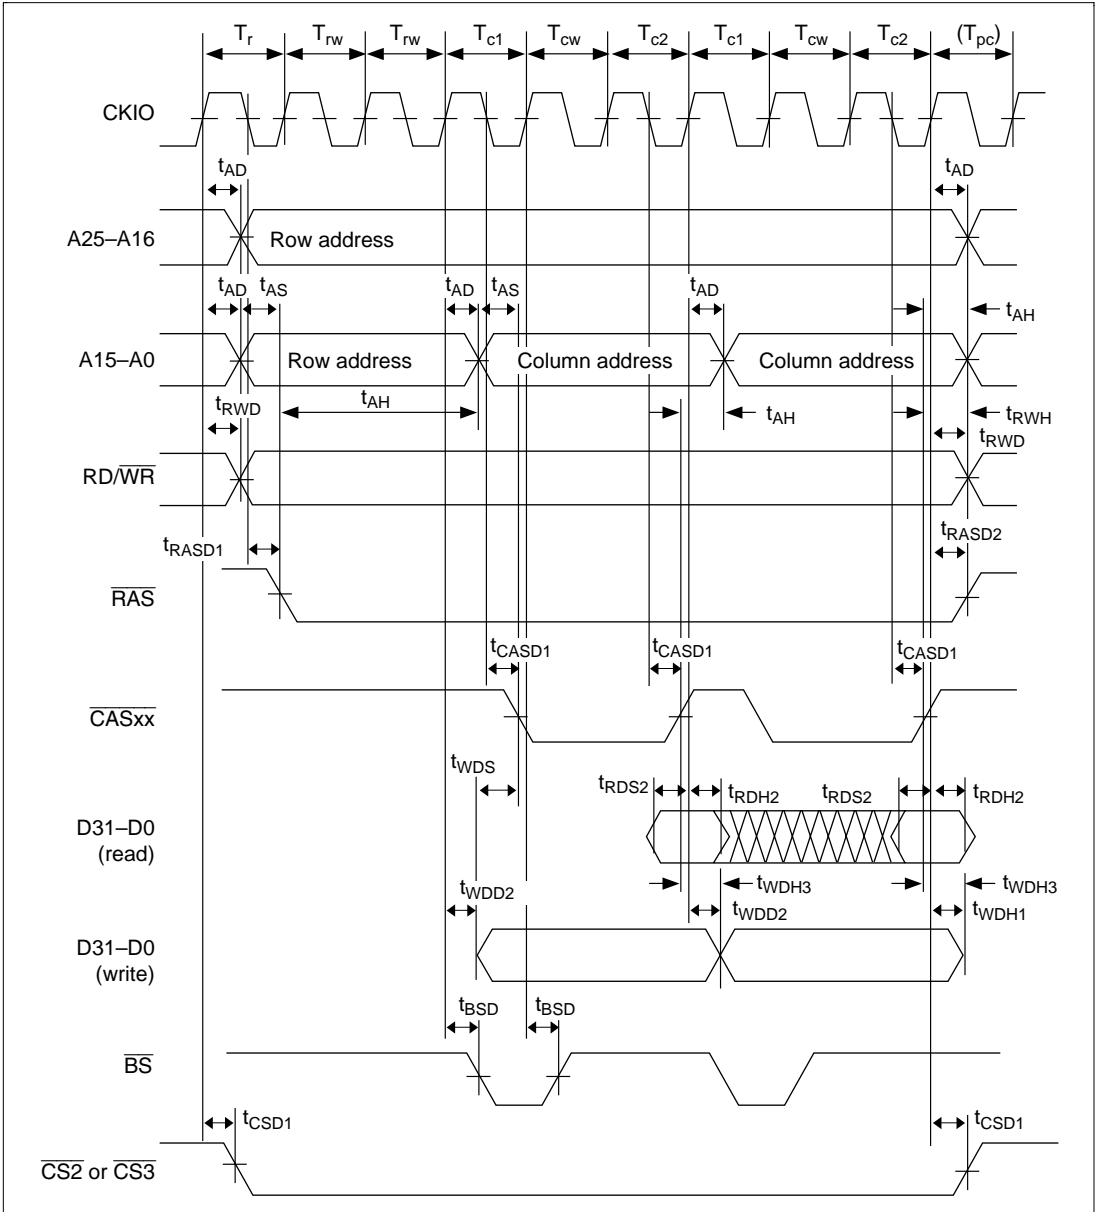 Tr Trw Trw Tc1 Tcw Tc2 Tc1 Tcw Tc2 (Tpc)
CKIO
tAD tAD
A25–A16 Row address
tAD tAS tAD tAS tAD tAH
A15–A0 Row address Column address Column address
tRWD tAH tAH tRWH
tRWD
RD/WR
tRASD1 tRASD2
RAS
tCASD1 tCASD1 tCASD1
CASxx
tWDS
tRDS2 tRDH2 tRDS2 tRDH2
D31–D0
(read)
tWDD2 tWDH3 tWDH3
tWDD2 tWDH1
D31–D0
(write)
tBSD tBSD
BS
tCSD1 tCSD1
CS2 or CS3